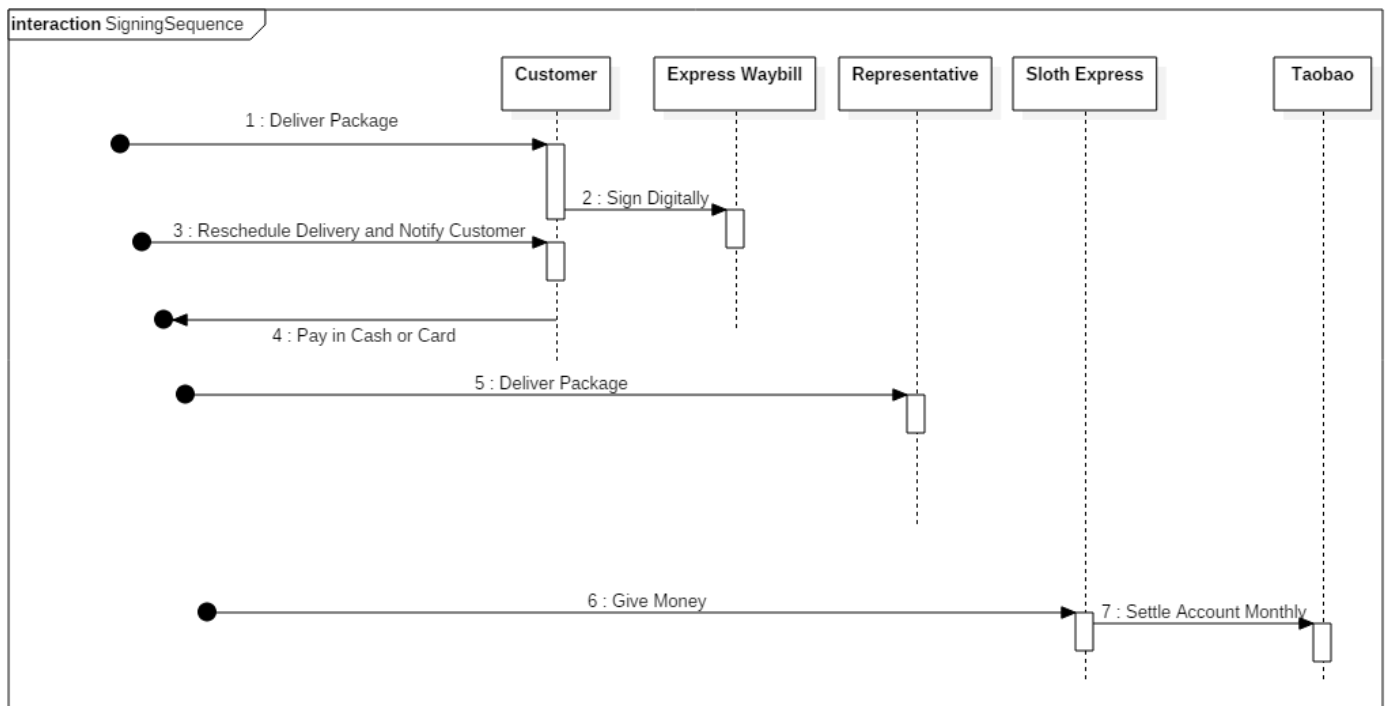 interaction SigningSequence
Customer
Express Waybill
Representative
Sloth Express
Taobao
1 : Deliver Package
2 : Sign Digitally
3 : Reschedule Delivery and Notify Customer
4 : Pay in Cash or Card
5 : Deliver Package
6 : Give Money
7 : Settle Account Monthly